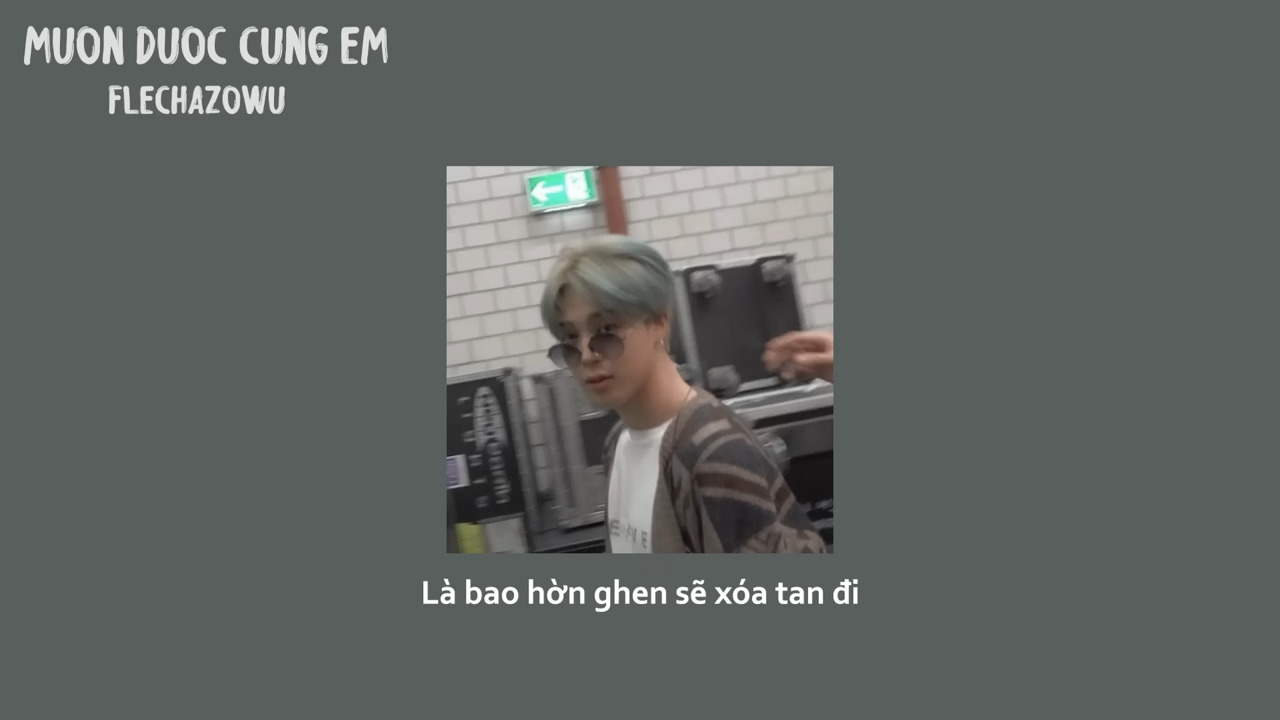 MUON DUOC CUNG EM
FLECHAZOWU
Là bao hờn ghen sẽ xóa tan đi